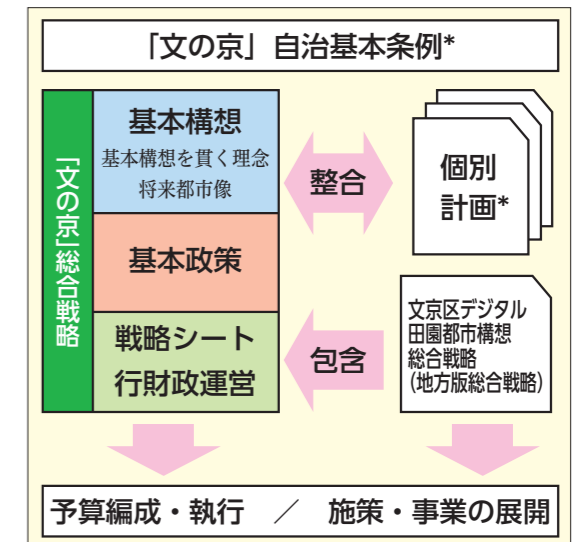 「文の京」自治基本条例*
「文の京」総合戦略
基本構想
基本構想を貫く理念
将来都市像
基本政策
戦略シート
行財政運営
整合
包含
個別
計画*
文京区デジタル
田園都市構想
総合戦略
(地方版総合戦略)
予算編成・執行 ／ 施策・事業の展開